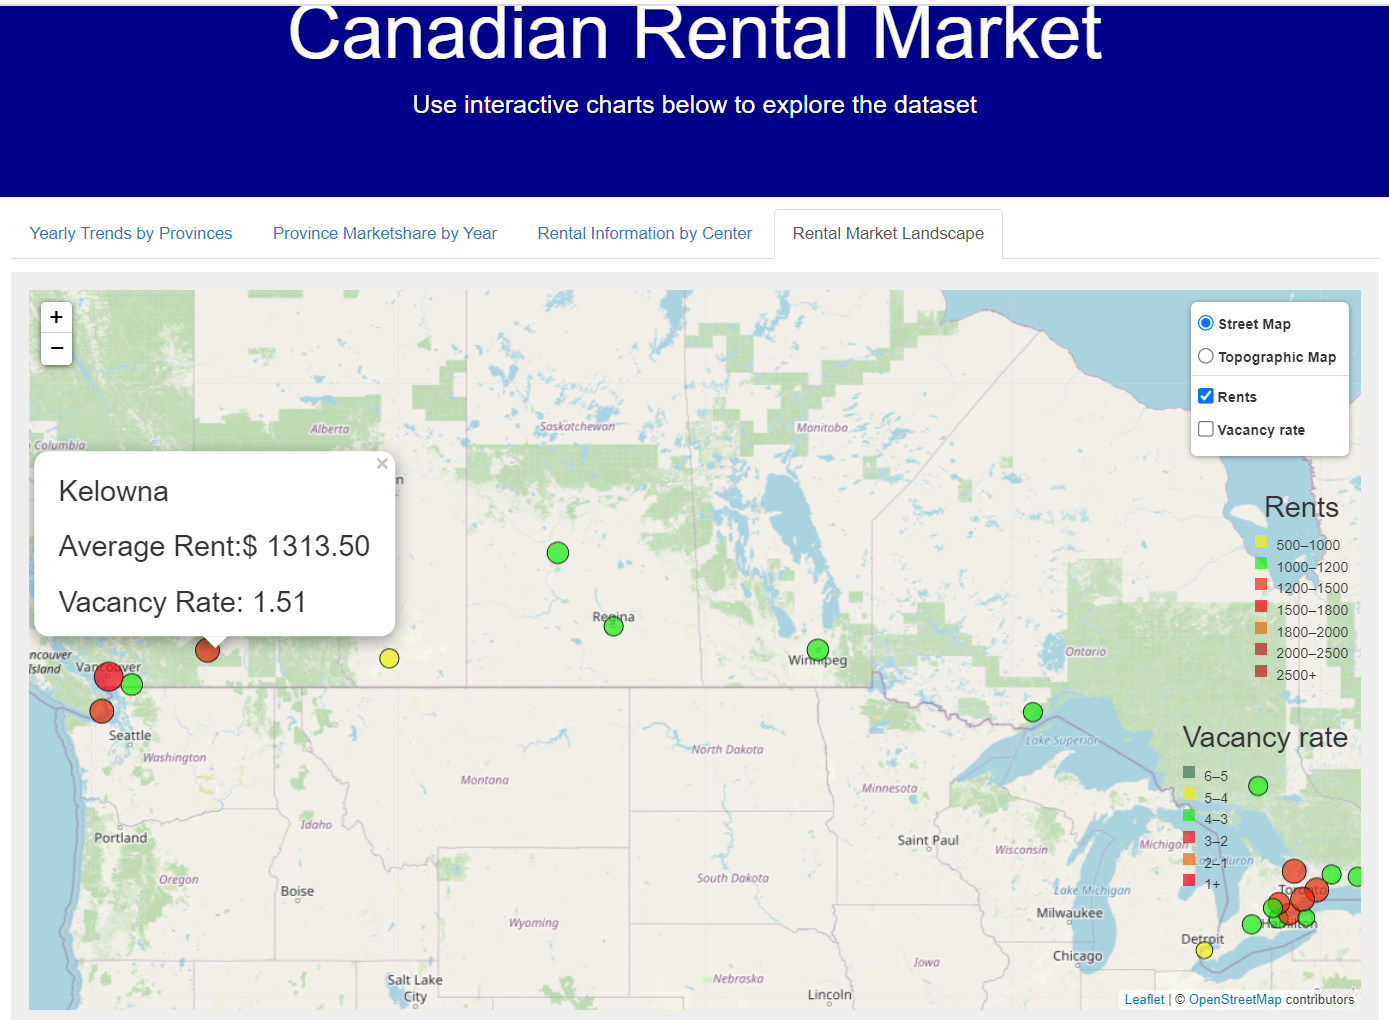 Canadian Rental Market
Use interactive charts below to explore the dataset
Yearly Trends by Provinces
Province Marketshare by Year
Rental Information by Center
Rental Market Landscape
+
−
Street Map
Topographic Map
Rents
Vacancy rate
Columbia
Alberta
Saskatchewan
Manitoba
×
Kelowna
Average Rent:$ 1313.50
Vacancy Rate: 1.51
Rents
500–1000
1000–1200
1200–1500
1500–1800
1800–2000
2000–2500
2500+
Regina
Winnipeg
Ontario
Island
Vancouver
Seattle
Washington
Lake Superior
North Dakota
Montana
Minnesota
Vacancy rate
6–5
5–4
4–3
3–2
2–1
1+
Portland
Idaho
Saint Paul
Wisconsin
Michigan
Lake Huron
Oregon
Boise
South Dakota
Lake Michigan
Toronto
Wyoming
Milwaukee
Hamilton
Detroit
Chicago
Iowa
Salt Lake
City
Nebraska
Lincoln
Leaflet | © OpenStreetMap contributors